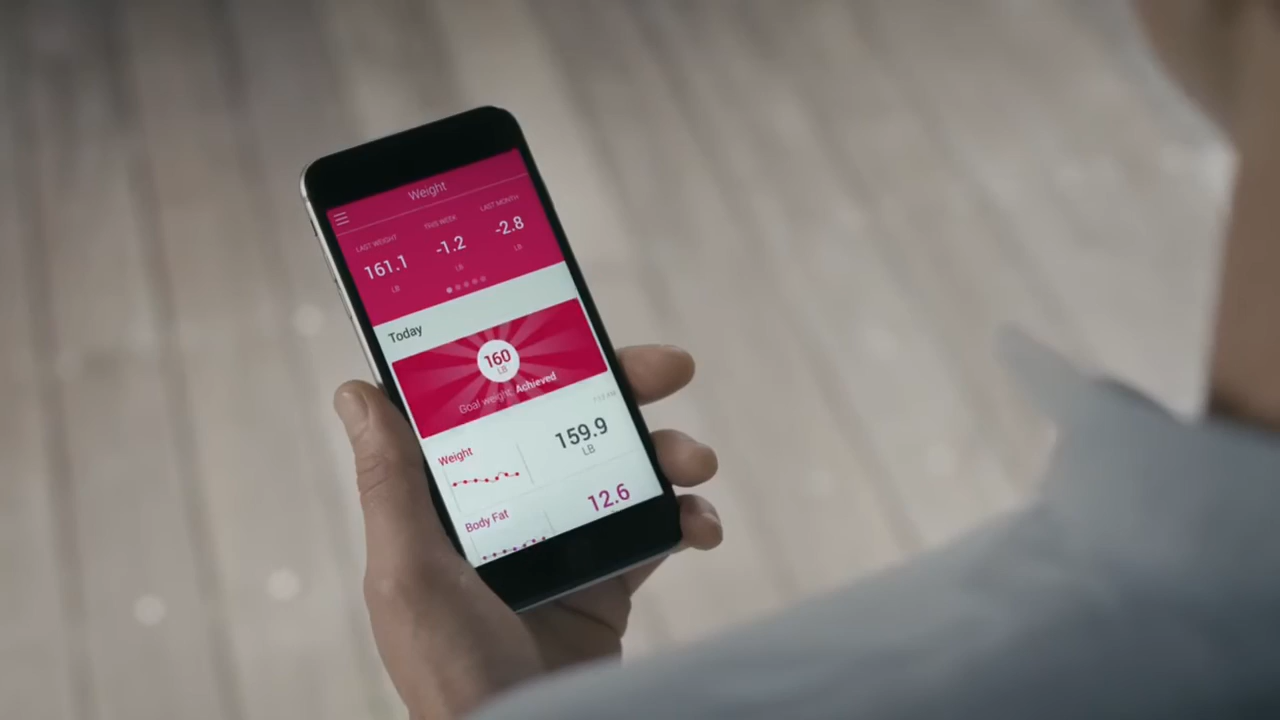 Weight
LAST WEIGHT THIS WEEK LAST MONTH
161.1 -1.2 -2.8
LB LB LB
Today
160
LB
Goal weight: Achieved
Weight 159.9
LB
Body Fat 12.6